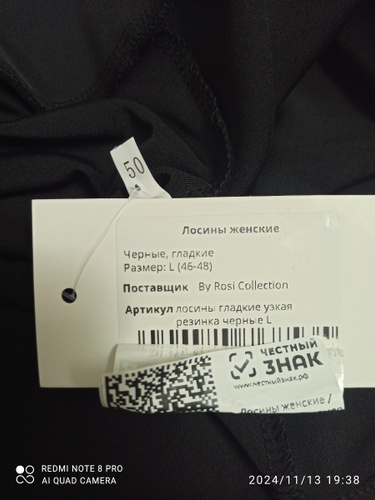 50
Лосины женские
Черные, гладкие
Размер: L (46-48)
Поставщик By Rosi Collection
Артикул лосины гладкие узкая
резинка черные L
ЧЕСТНЫЙ
ЗНАК
www.честныйзнак.рф
Лосины женские /
REDMI NOTE 8 PRO
AI QUAD CAMERA
2024/11/13 19:38